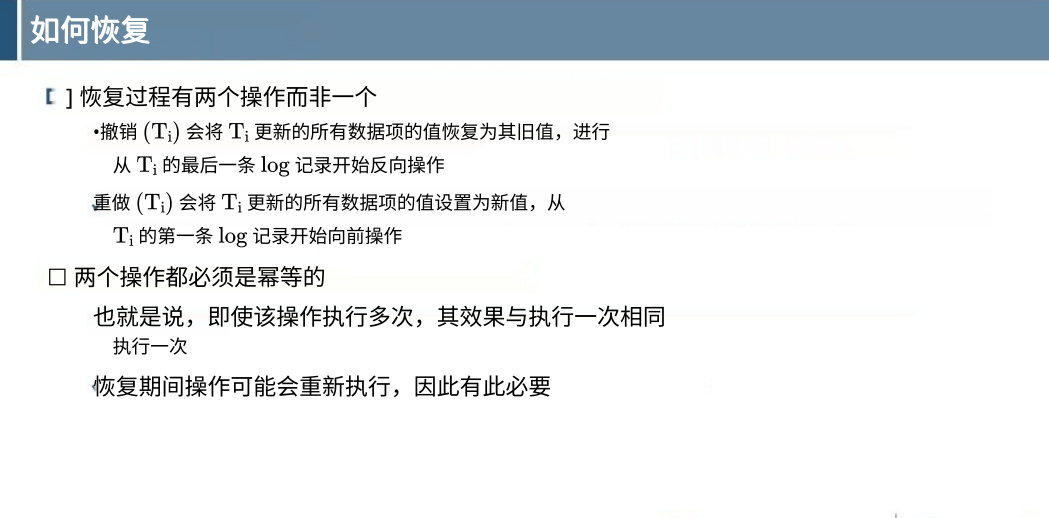 如何恢复
】恢复过程有两个操作而非一个
•撤销 (Ti) 会将 Ti 更新的所有数据项的值恢复为其旧值，进行
从 Ti 的最后一条 log 记录开始反向操作
重做 (Ti) 会将 Ti 更新的所有数据项的值设置为新值，从
Ti 的第一条 log 记录开始向前操作
□ 两个操作都必须是幂等的
也就是说，即使该操作执行多次，其效果与执行一次相同
执行一次
恢复期间操作可能会重新执行，因此有此必要